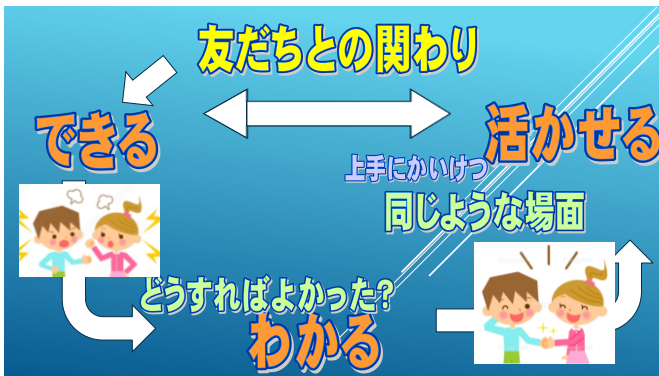 友だちとの関わり
できる
活かせる
上手にかいけつ
同じような場面
どうすればよかった?
わかる